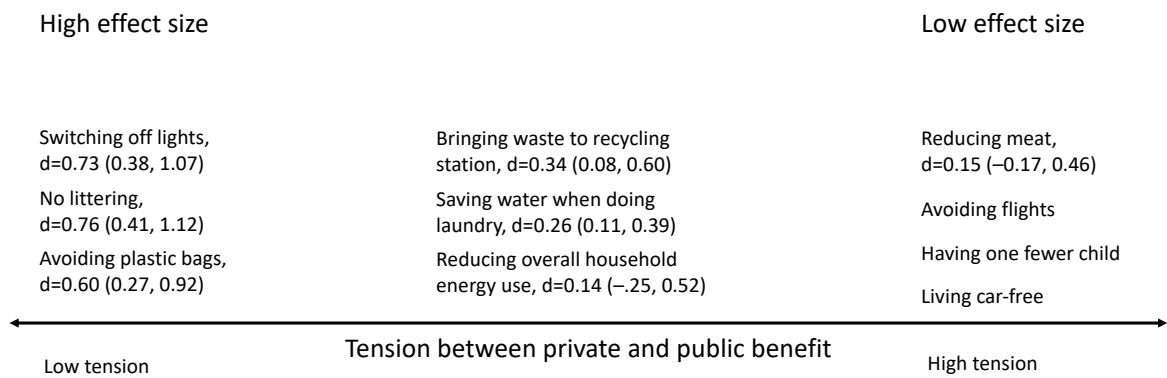 High effect size
Low effect size
Switching off lights,
d=0.73 (0.38, 1.07)
No littering,
d=0.76 (0.41, 1.12)
Avoiding plastic bags,
d=0.60 (0.27, 0.92)
Bringing waste to recycling
station, d=0.34 (0.08, 0.60)
Saving water when doing
laundry, d=0.26 (0.11, 0.39)
Reducing overall household
energy use, d=0.14 (–.25, 0.52)
Reducing meat,
d=0.15 (–0.17, 0.46)
Avoiding flights
Having one fewer child
Living car-free
Low tension
Tension between private and public benefit
High tension